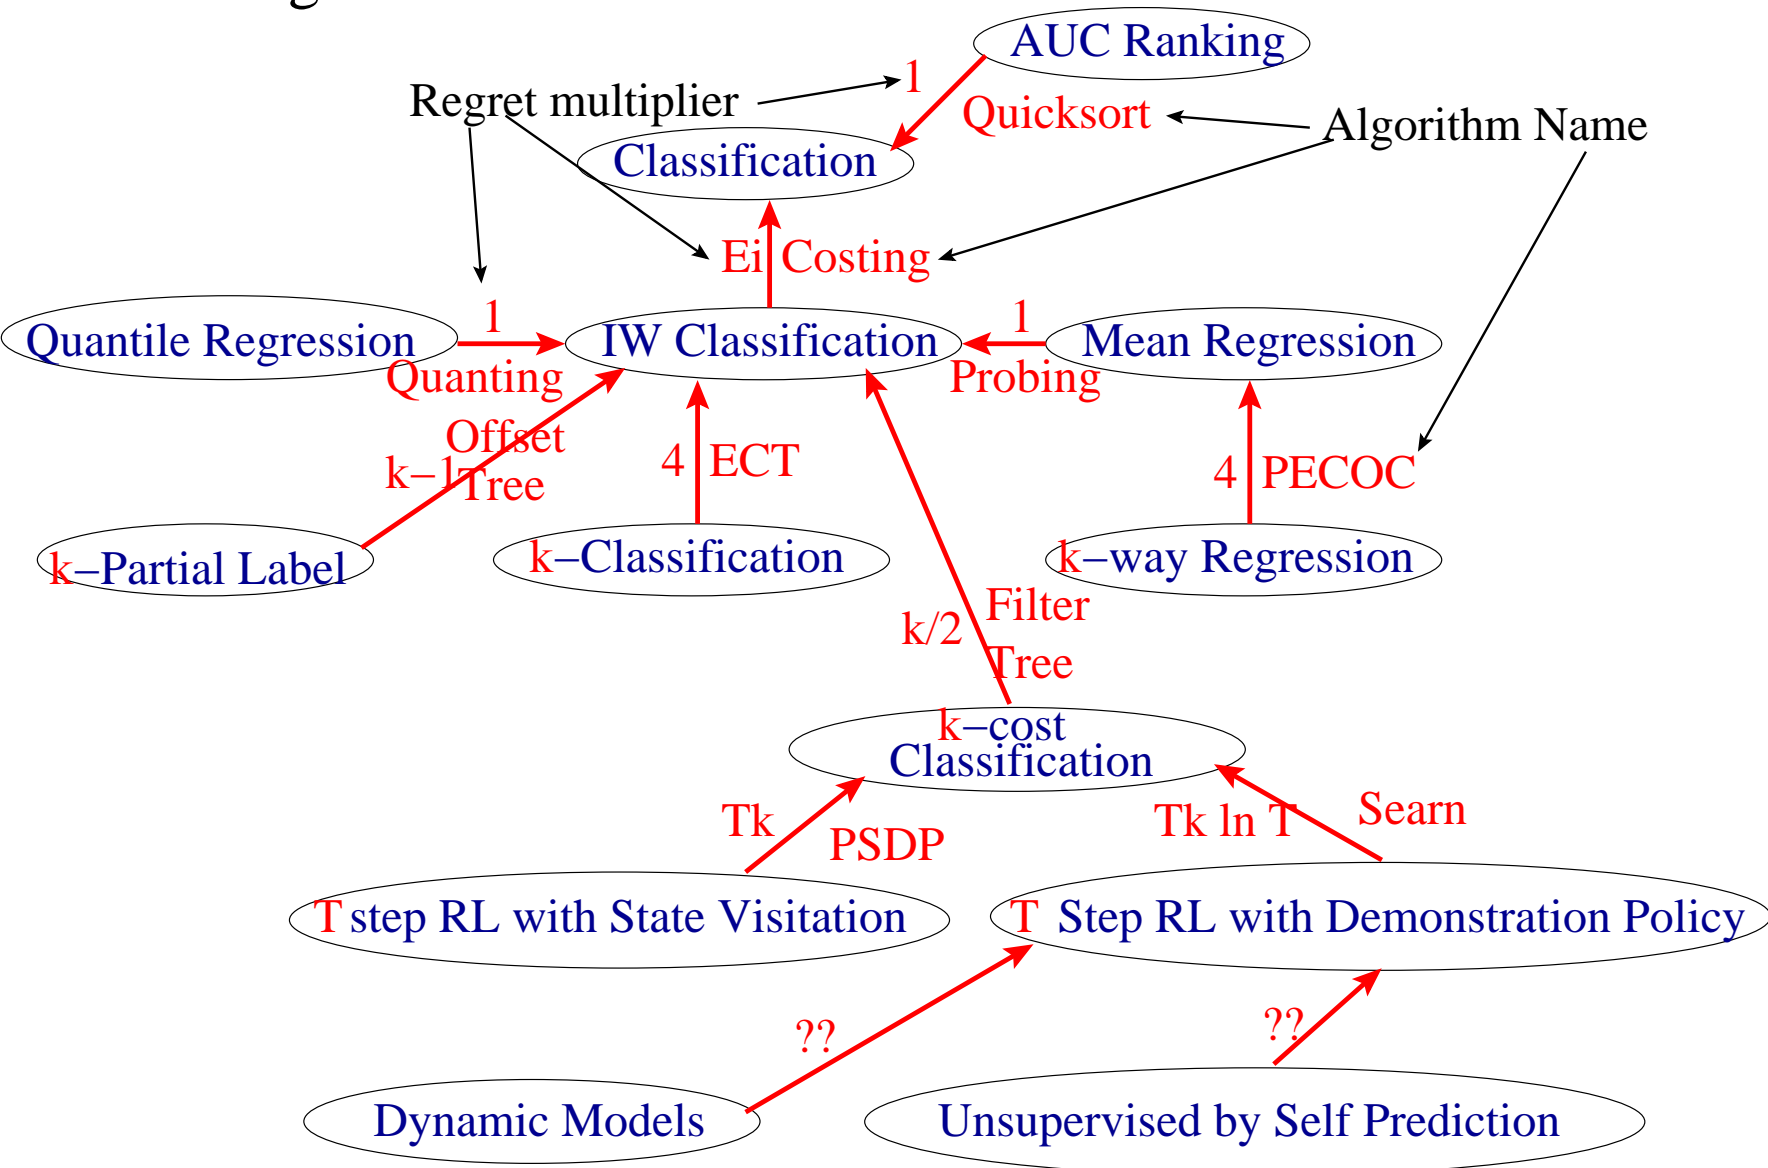 AUC Ranking
1
Regret multiplier
Quicksort
Algorithm Name
Classification
Ei Costing
1
1
Quantile Regression
IW Classification
Mean Regression
Quanting
Probing
Offset
k−1
Tree
4 ECT
4 PECOC
k−Partial Label
k−Classification
k−way Regression
Filter
k/2
Tree
k−cost
Classification
Tk
PSDP
Tk ln T
Searn
T step RL with State Visitation
T Step RL with Demonstration Policy
??
??
Dynamic Models
Unsupervised by Self Prediction